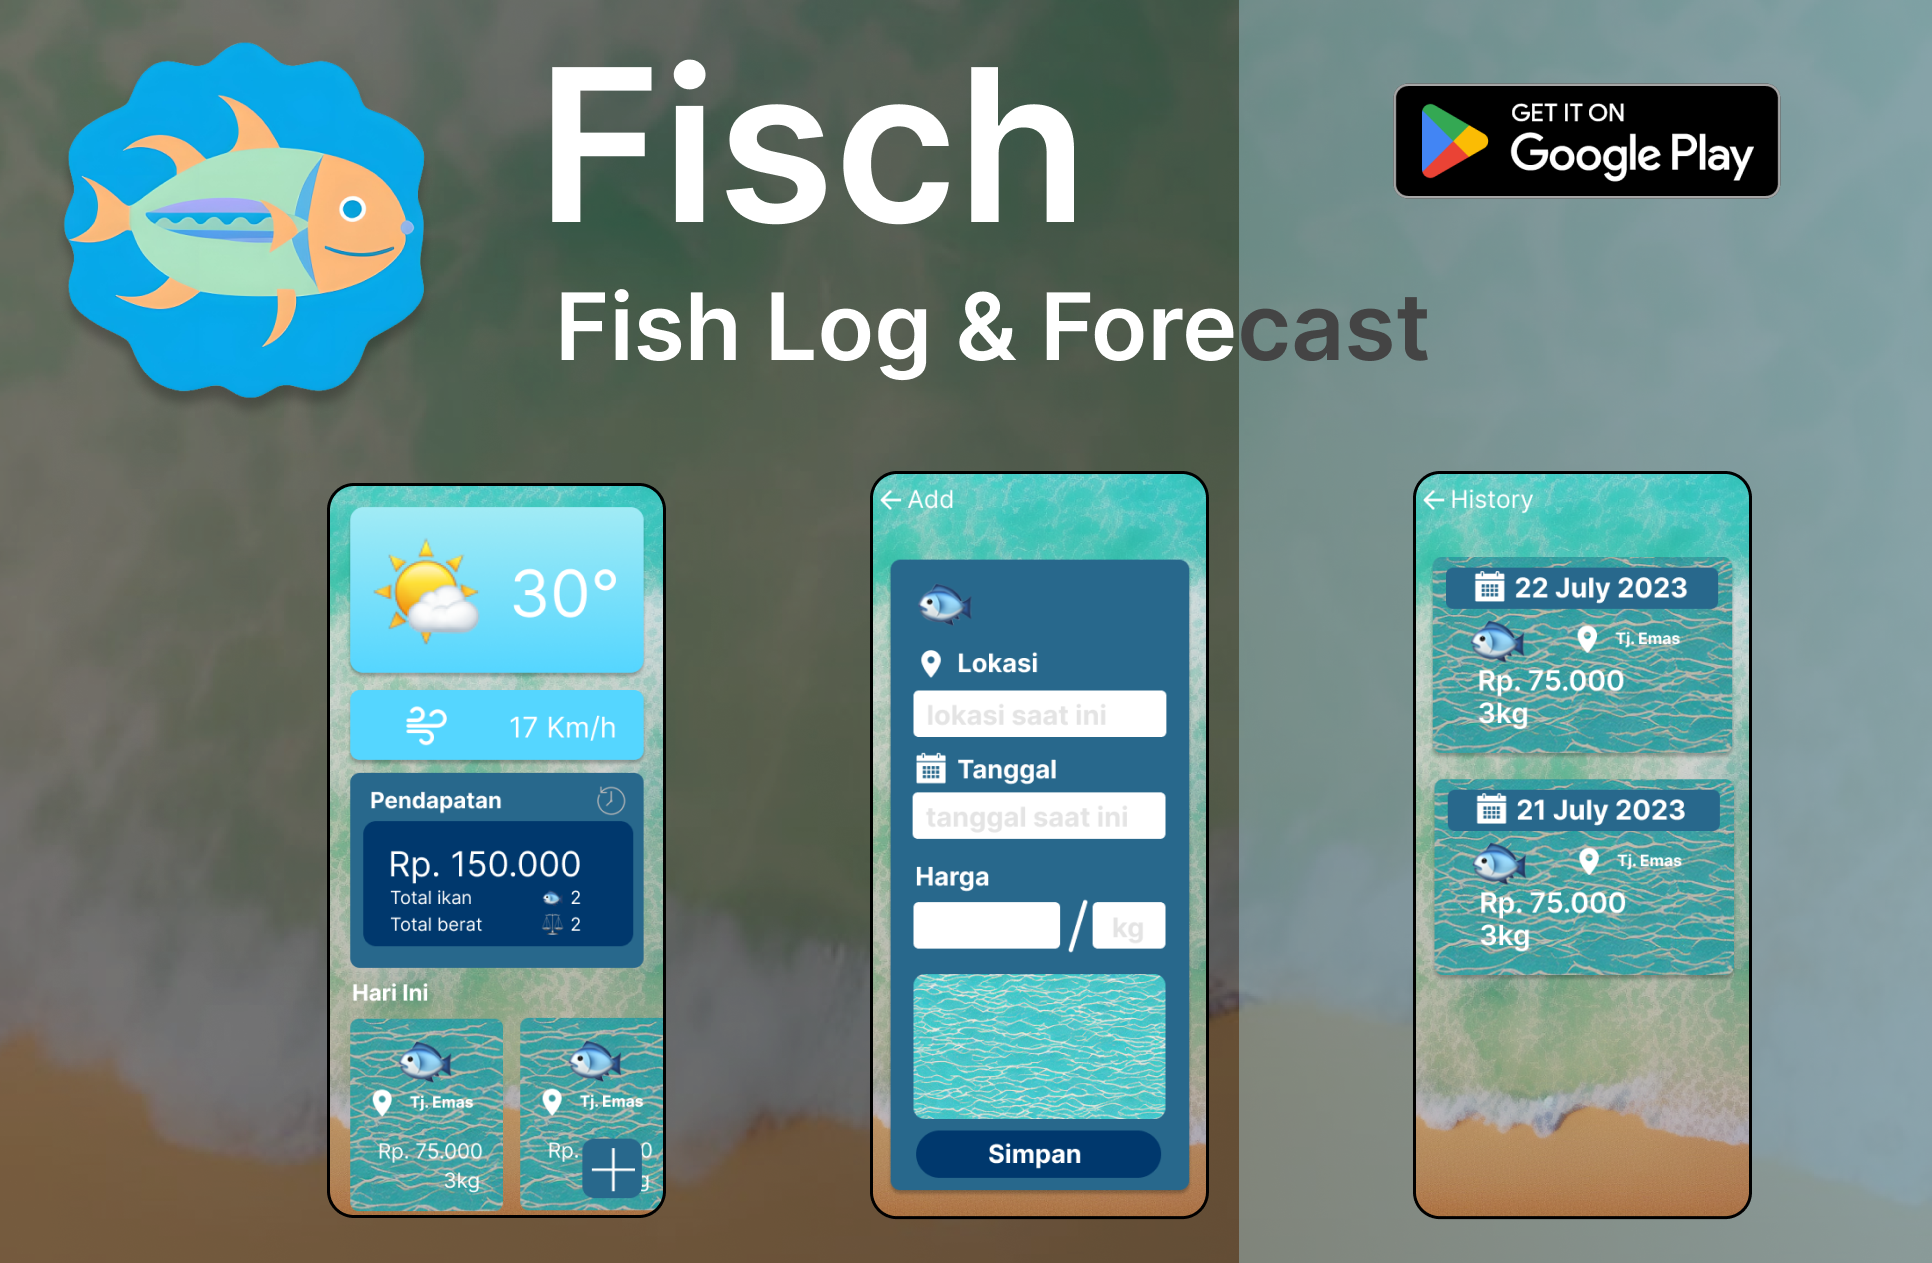 Fisch
GET IT ON
Google Play
Fish Log & Forecast
30°
17 Km/h
Pendapatan
Rp. 150.000
Total ikan 2
Total berat 2
Hari Ini
Tj. Emas
Rp. 75.000
3kg
Tj. Emas
Rp.
Add
Lokasi
lokasi saat ini
Tanggal
tanggal saat ini
Harga
/ kg
Simpan
History
22 July 2023
Tj. Emas
Rp. 75.000
3kg
21 July 2023
Tj. Emas
Rp. 75.000
3kg